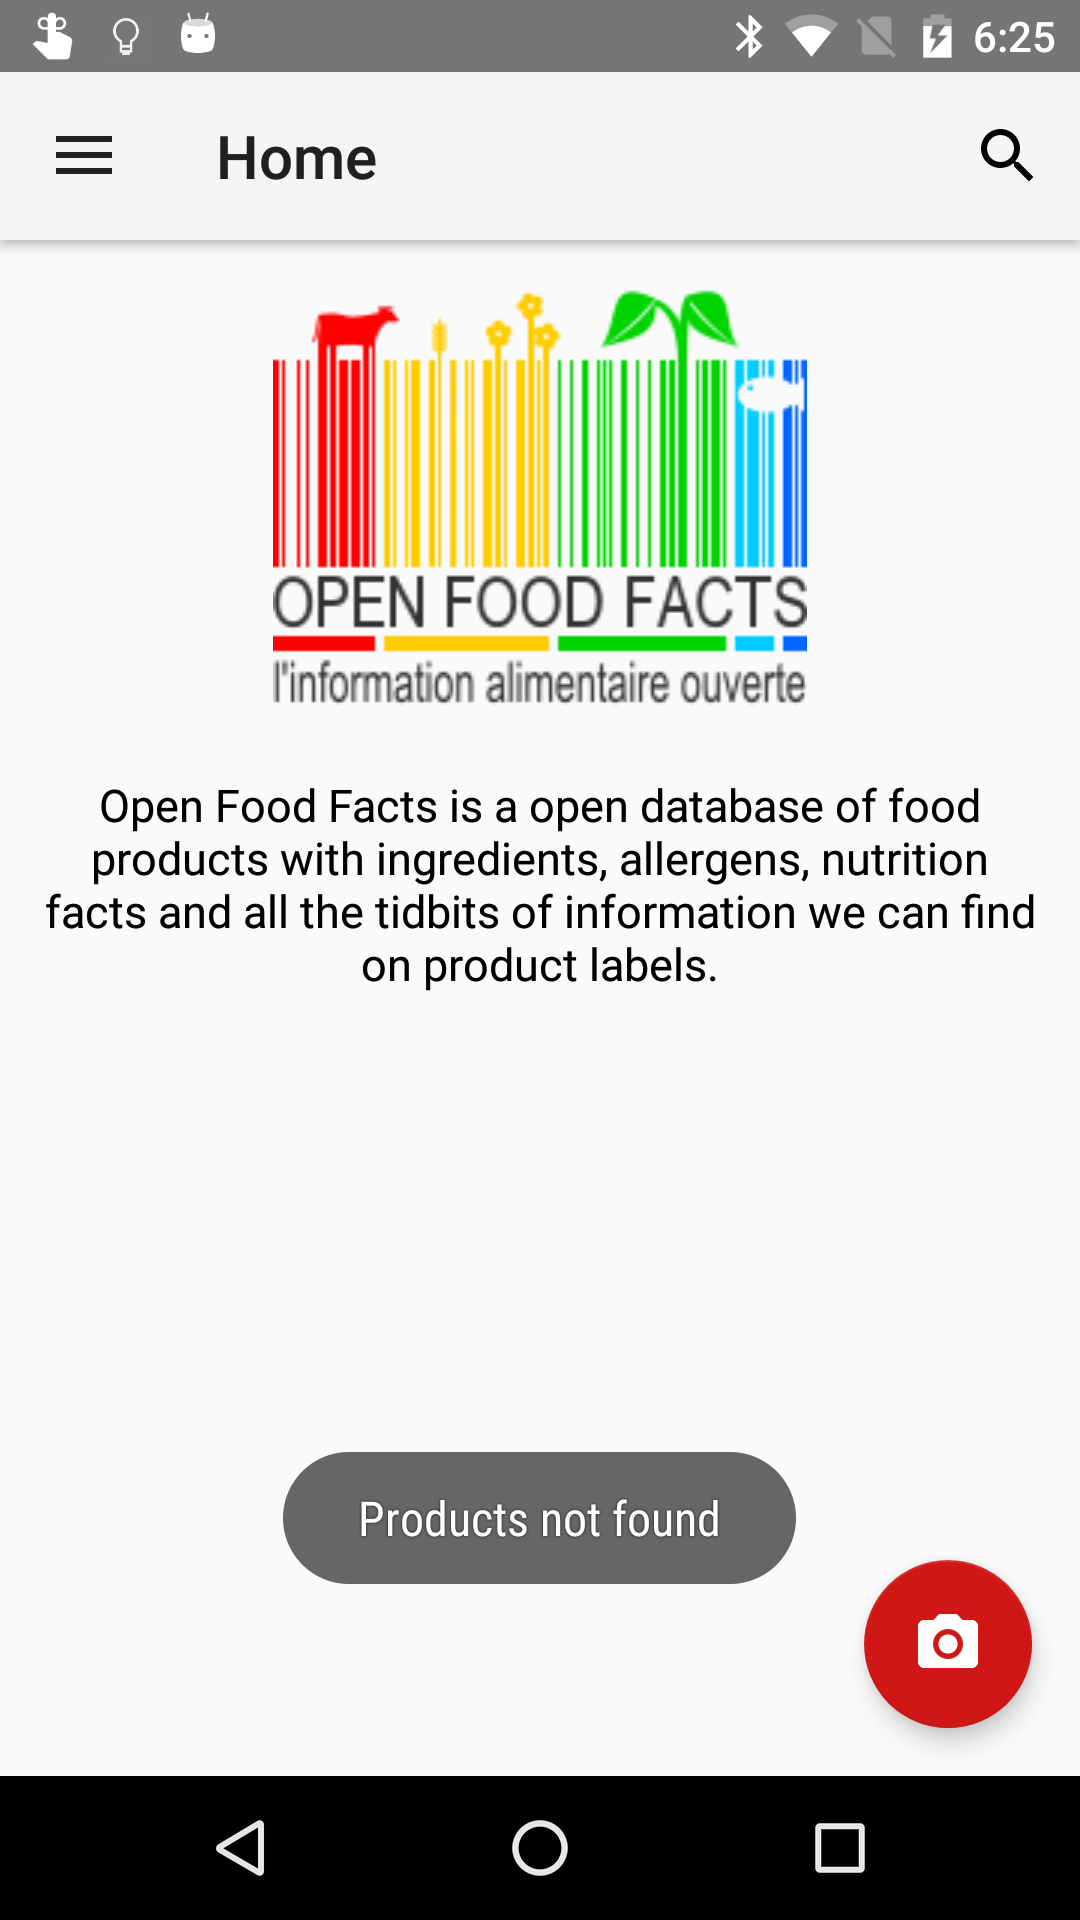 6:25
Home
OPEN FOOD FACTS
l'information alimentaire ouverte
Open Food Facts is a open database of food
products with ingredients, allergens, nutrition
facts and all the tidbits of information we can find
on product labels.
Products not found